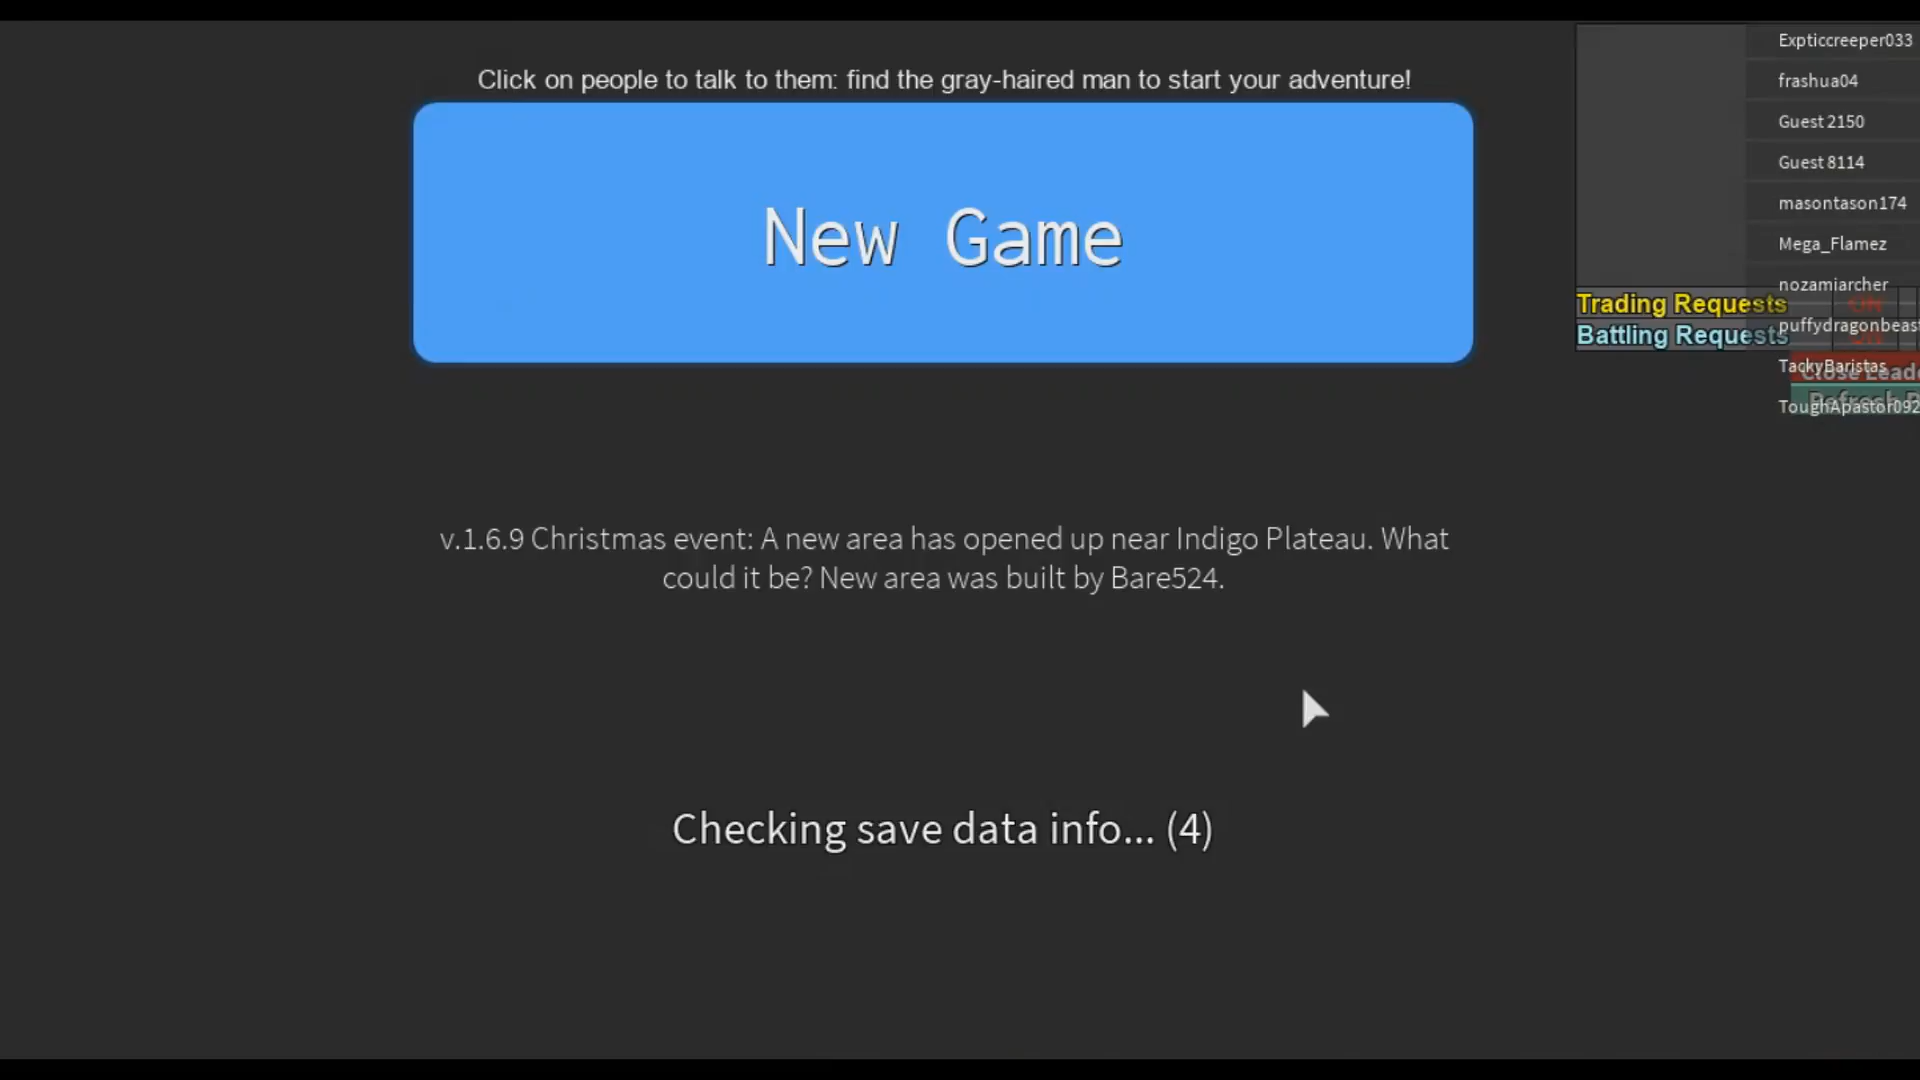 Click on people to talk to them: find the gray-haired man to start your adventure!
New Game
v.1.6.9 Christmas event: A new area has opened up near Indigo Plateau. What
could it be? New area was built by Bare524.
Checking save data info... (4)
Expticcreeper033
frashua04
Guest 2150
Guest 8114
masontason174
Mega_Flamez
nozamiarcher
Trading Requests
puffydragonbeast
Battling Requests
TackyBaristas
Close
ToughApastor092